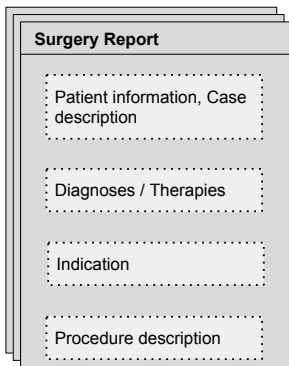 Surgery Report
Patient information, Case
description
Diagnoses / Therapies
Indication
Procedure description